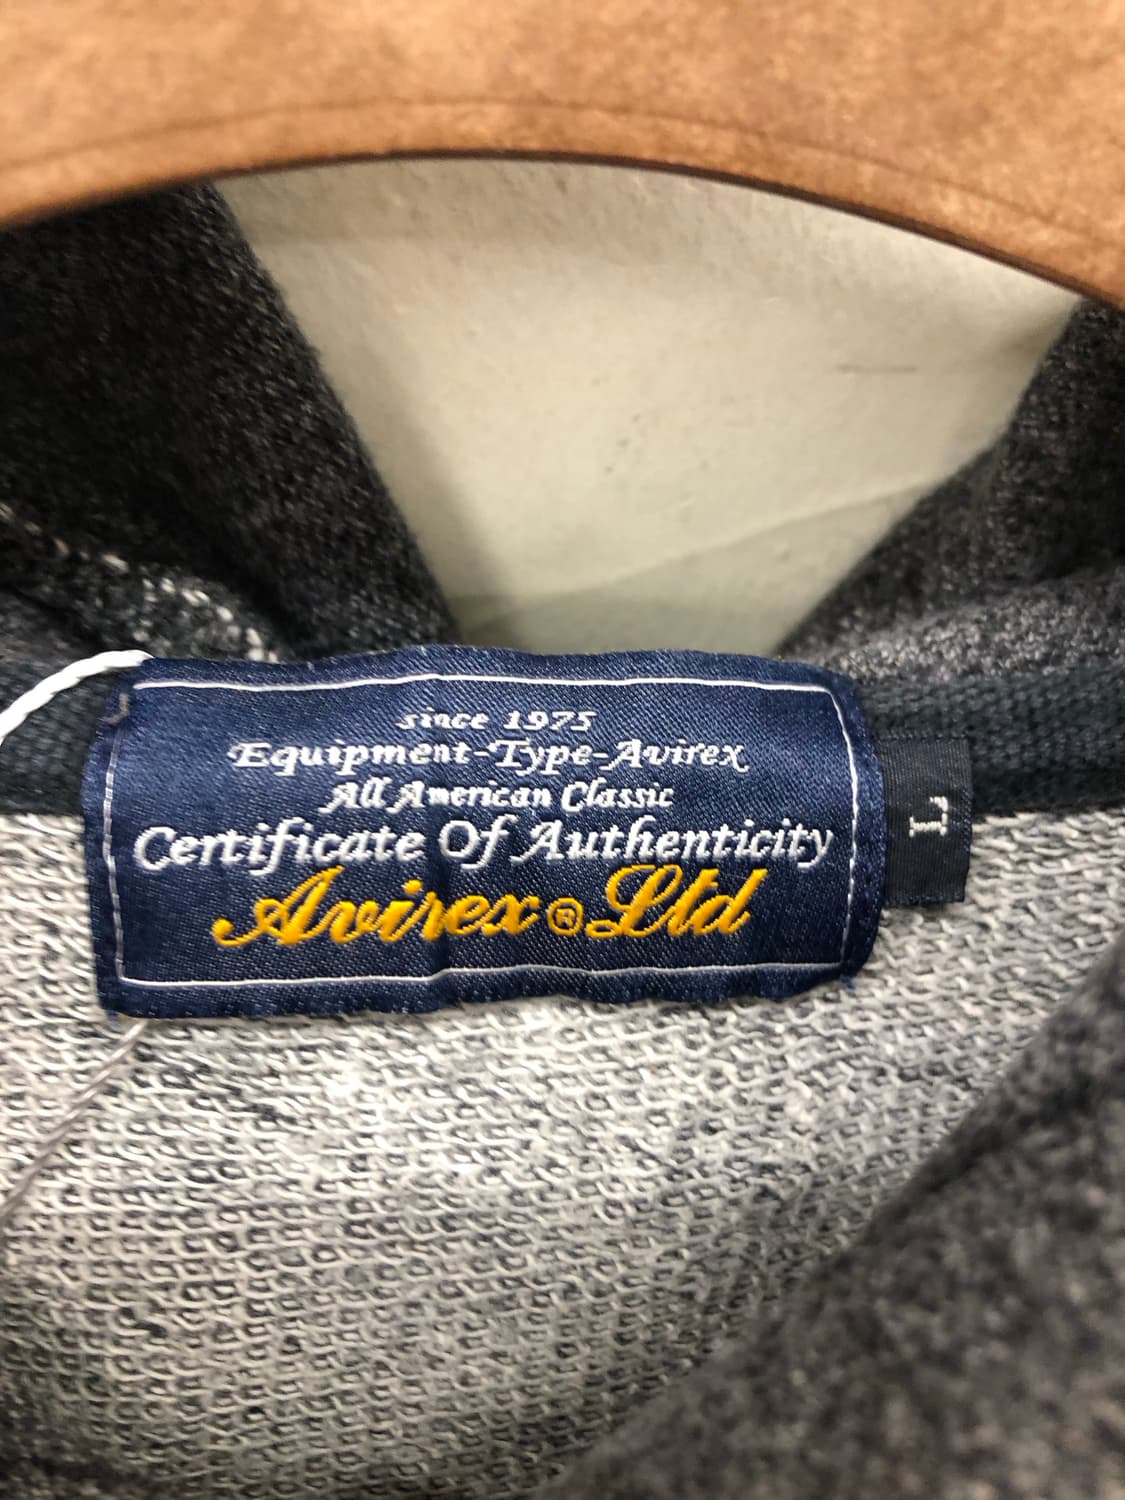 since 1975
Equipment-Type-Avirex
All American Classic
Certificate Of Authenticity
Avirex ® Ltd
L